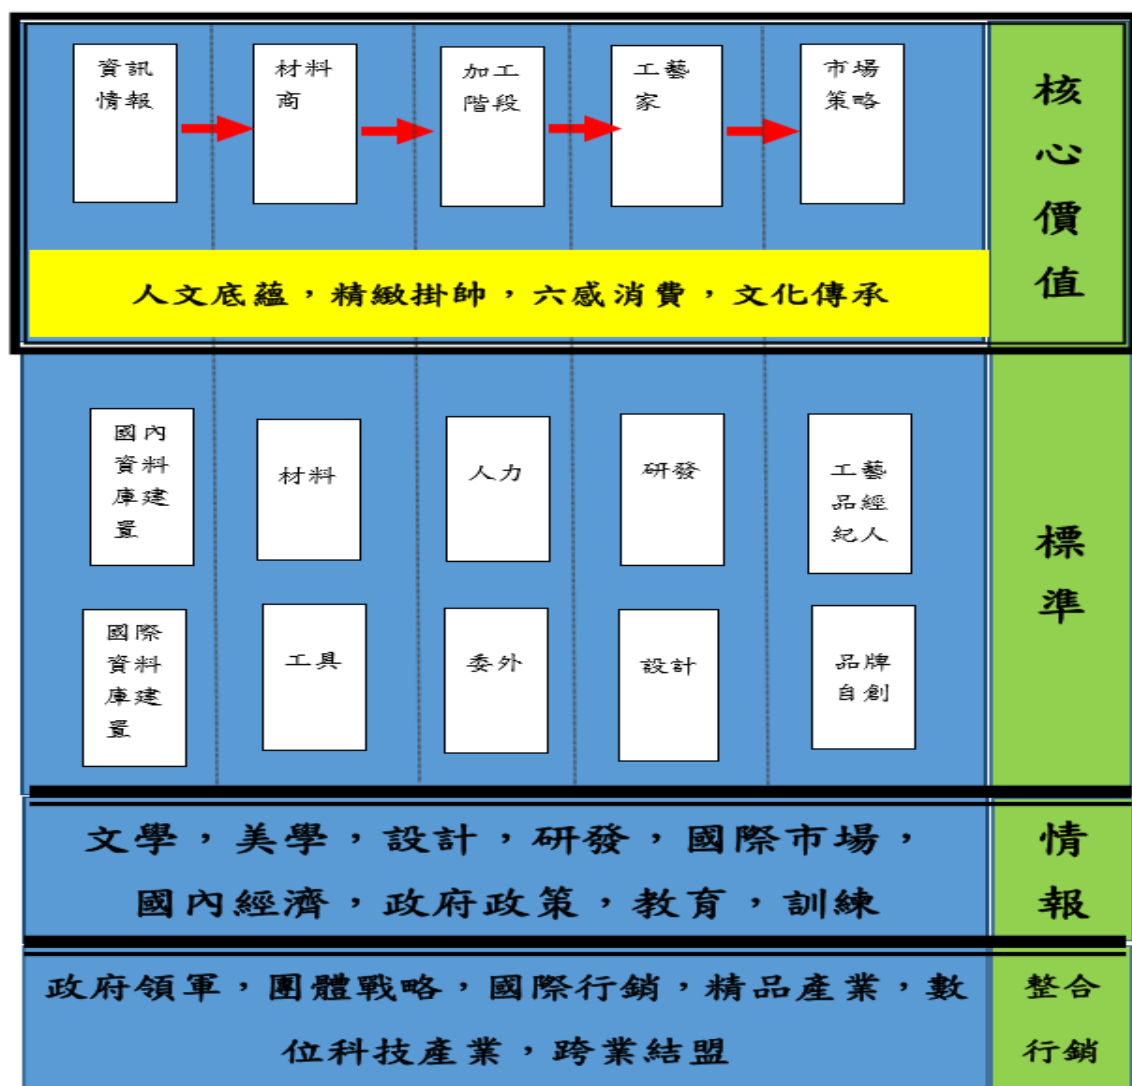 資訊
情報
材料
商
加工
階段
工藝
家
市場
策略
核
心
價
值
人文底蘊,精緻掛帥,六感消費,文化傳承
國內
資料
庫建
置
材料
人力
研發
工藝
品經
紀人
標
準
國際
資料
庫建
置
工具
委外
設計
品牌
自創
文學,美學,設計,研發,國際市場,
國內經濟,政府政策,教育,訓練
情
報
政府領軍,團體戰略,國際行銷,精品產業,數
位科技產業,跨業結盟
整合
行銷